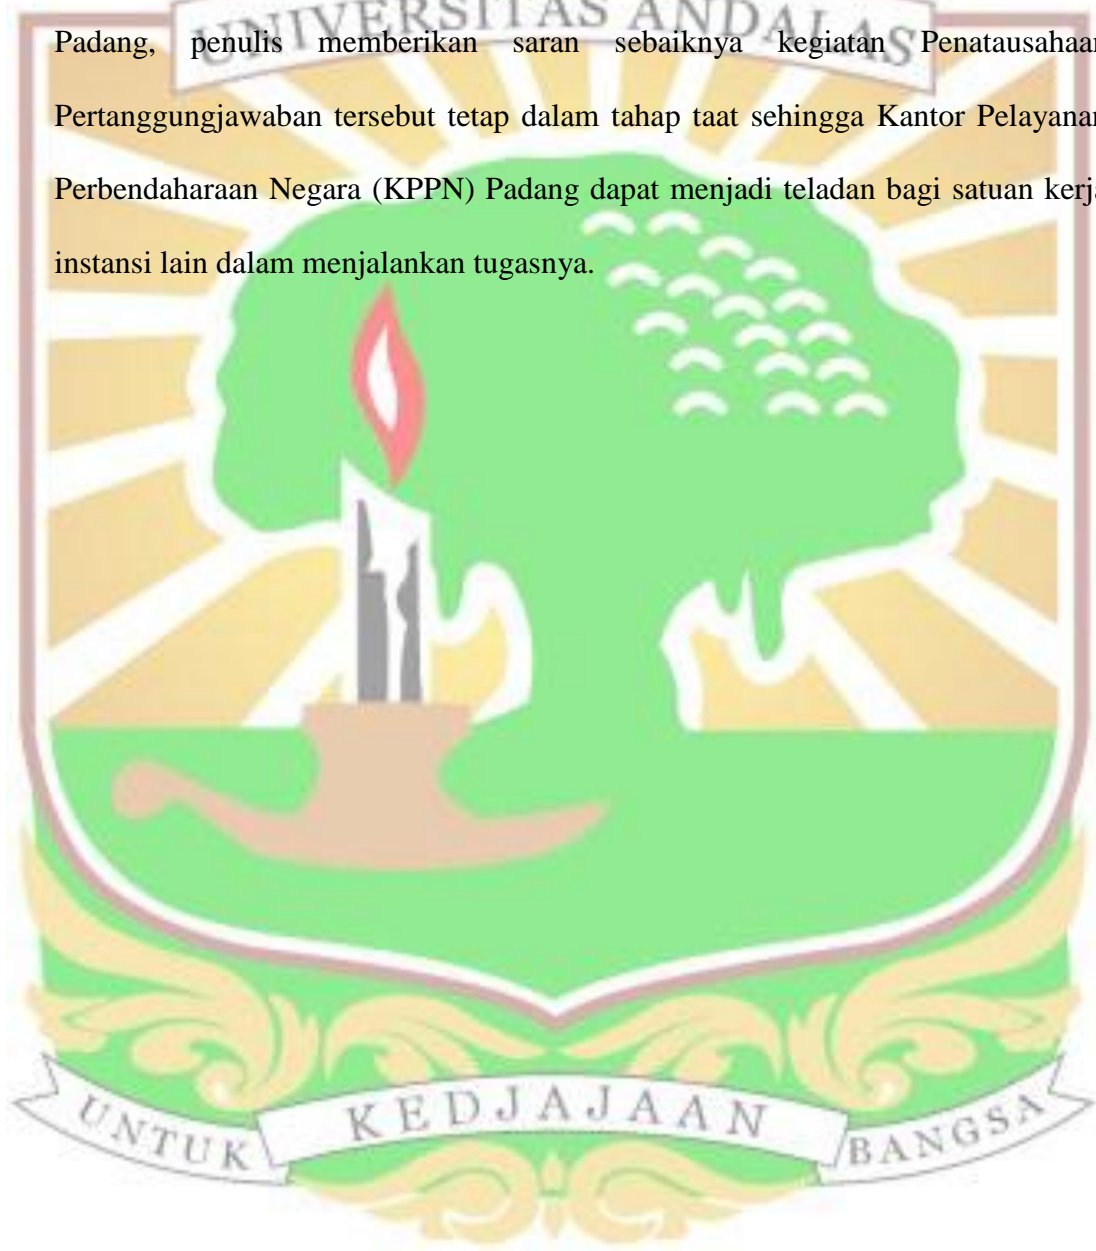 UNIVERSITAS ANDALAS
Padang, penulis memberikan saran sebaiknya kegiatan Penatausahaan
Pertanggungjawaban tersebut tetap dalam tahap taat sehingga Kantor Pelayanan
Perbendaharaan Negara (KPPN) Padang dapat menjadi teladan bagi satuan kerja
instansi lain dalam menjalankan tugasnya.
UNTUK KEDJAJAAN BANGSA